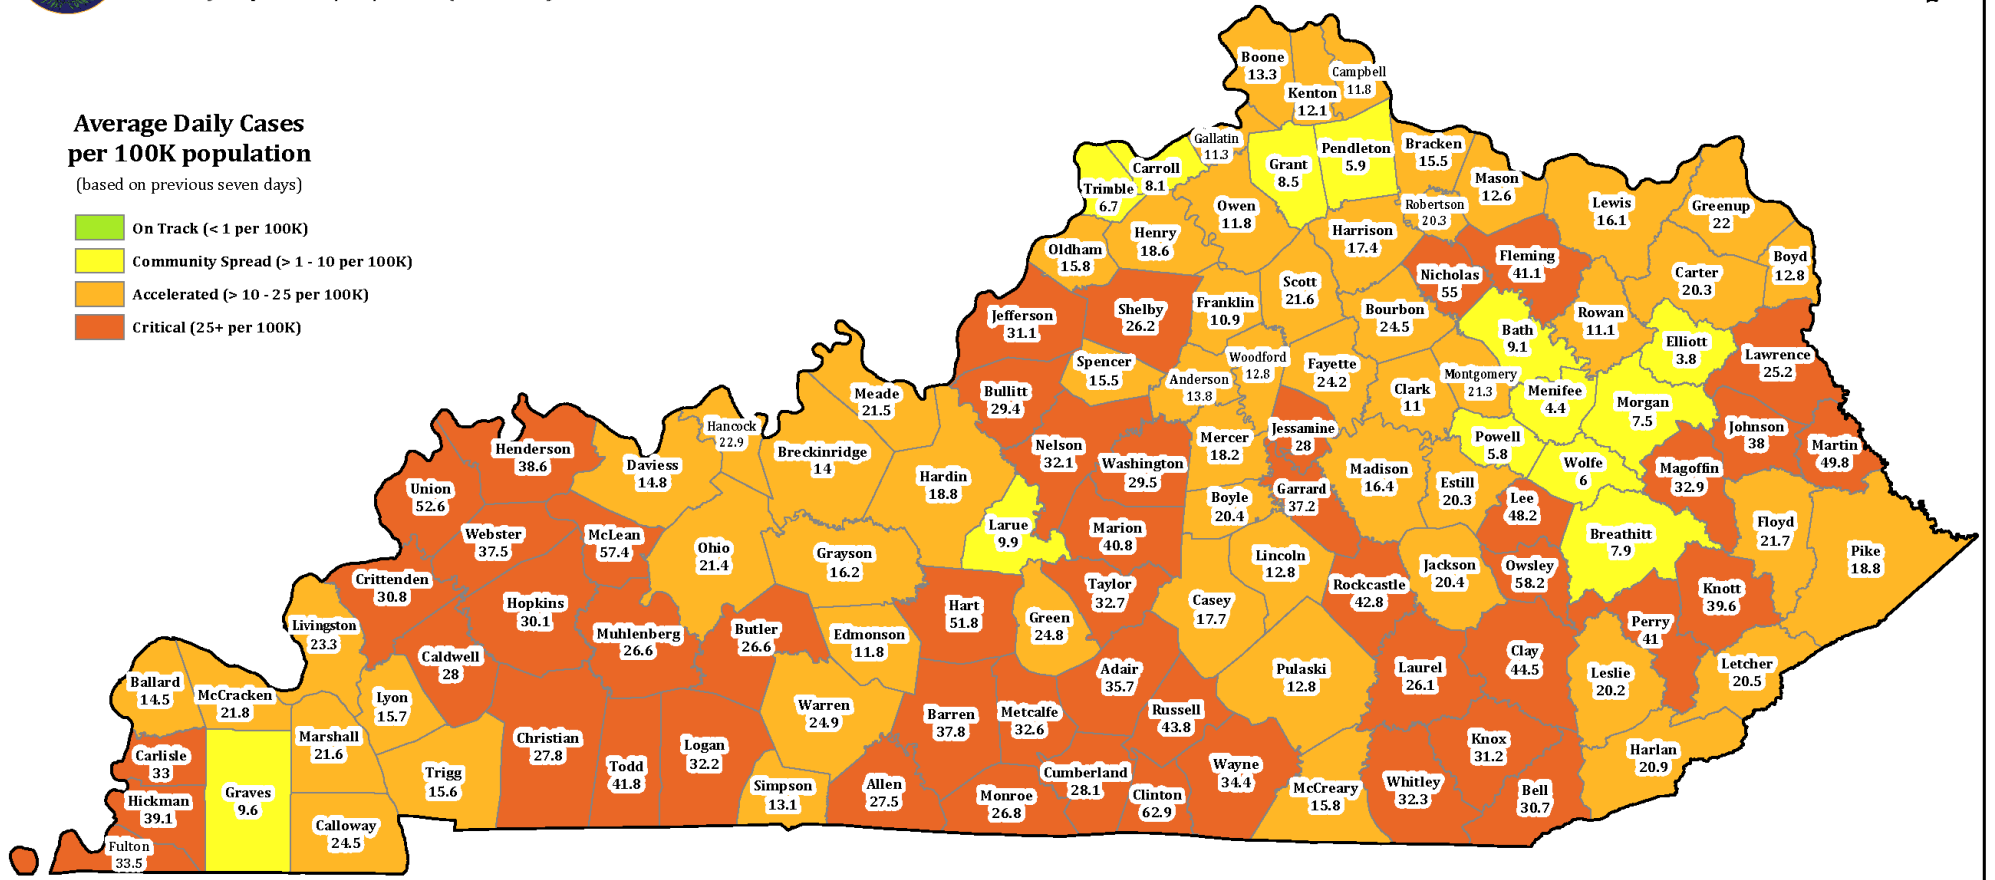 Average Daily Cases
per 100K population
(based on previous seven days)
On Track (< 1 per 100K)
Community Spread (> 1 - 10 per 100K)
Accelerated (> 10 - 25 per 100K)
Critical (25+ per 100K)
Boone
13.3
Kenton
12.1
Campbell
11.8
Gallatin
11.3
Carroll
8.1
Trimble
6.7
Grant
8.5
Pendleton
5.9
Bracken
15.5
Mason
12.6
Robertson
20.3
Lewis
16.1
Greenup
22
Boyd
12.8
Carter
20.3
Owen
11.8
Henry
18.6
Oldham
15.8
Harrison
17.4
Nicholas
55
Fleming
41.1
Jefferson
31.1
Shelby
26.2
Franklin
10.9
Scott
21.6
Bourbon
24.5
Bath
9.1
Rowan
11.1
Elliott
3.8
Lawrence
25.2
Spencer
15.5
Anderson
13.8
Woodford
12.8
Fayette
24.2
Clark
11
Montgomery
21.3
Menifee
4.4
Morgan
7.5
Bullitt
29.4
Meade
21.5
Hancock
22.9
Breckinridge
14
Hardin
18.8
Nelson
32.1
Washington
29.5
Mercer
18.2
Jessamine
28
Garrard
37.2
Madison
16.4
Estill
20.3
Powell
5.8
Wolfe
6
Magoffin
32.9
Johnson
38
Martin
49.8
Henderson
38.6
Daviess
14.8
Union
52.6
Webster
37.5
McLean
57.4
Ohio
21.4
Grayson
16.2
Larue
9.9
Marion
40.8
Boyle
20.4
Lincoln
12.8
Lee
48.2
Breathitt
7.9
Floyd
21.7
Pike
18.8
Crittenden
30.8
Hopkins
30.1
Muhlenberg
26.6
Butler
26.6
Edmonson
11.8
Hart
51.8
Green
24.8
Taylor
32.7
Casey
17.7
Rockcastle
42.8
Jackson
20.4
Owsley
58.2
Perry
41
Knott
39.6
Livingston
23.3
Caldwell
28
Lyon
15.7
Ballard
14.5
McCracken
21.8
Marshall
21.6
Trigg
15.6
Christian
27.8
Todd
41.8
Logan
32.2
Warren
24.9
Simpson
13.1
Allen
27.5
Barren
37.8
Metcalfe
32.6
Adair
35.7
Russell
43.8
Pulaski
12.8
Laurel
26.1
Clay
44.5
Leslie
20.2
Letcher
20.5
Harlan
20.9
Carlisle
33
Hickman
39.1
Fulton
33.5
Graves
9.6
Calloway
24.5
Monroe
26.8
Cumberland
28.1
Clinton
62.9
Wayne
34.4
McCreary
15.8
Whitley
32.3
Knox
31.2
Bell
30.7